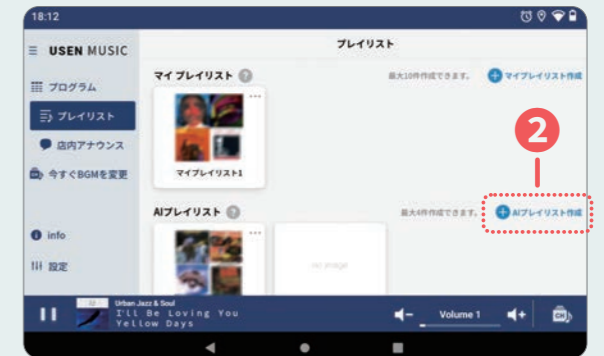 18:12
USEN MUSIC
プレイリスト
プログラム
プレイリスト
店内アナウンス
今すぐBGMを変更
info
設定
マイ プレイリスト ?
最大10件作成できます。
マイプレイリスト作成
マイプレイリスト1
2
AIプレイリスト ?
最大6件作成できます。
AIプレイリスト作成
no image
Urban Jazz & Soul
I'll Be Loving You
Yellow Days
Volume 1
CH